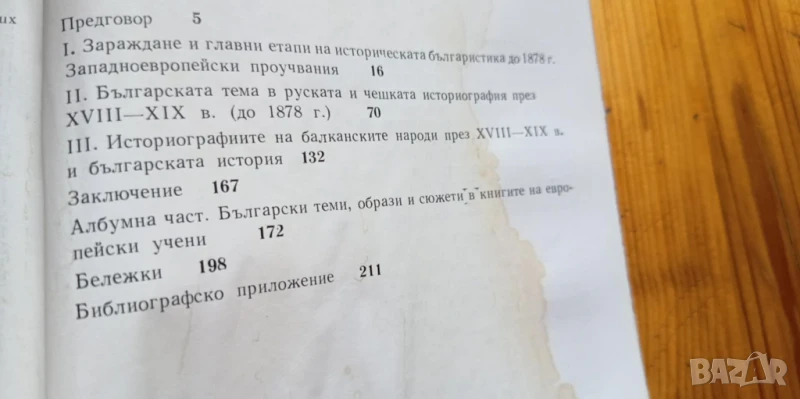 их
Предговор 5
I. Зараждане и главни етапи на историческата българистика до 1878 г.
Западноевропейски проучвания 16
II. Българската тема в руската и чешката историография през
XVIII—XIX в. (до 1878 г.) 70
III. Историографиите на балканските народи през XVIII—XIX в.
и българската история 132
Заключение 167
Албумна част. Български теми, образи и сюжети в книгите на евро-
пейски учени 172
Бележки 198
Библиографско приложение 211
BAZAR